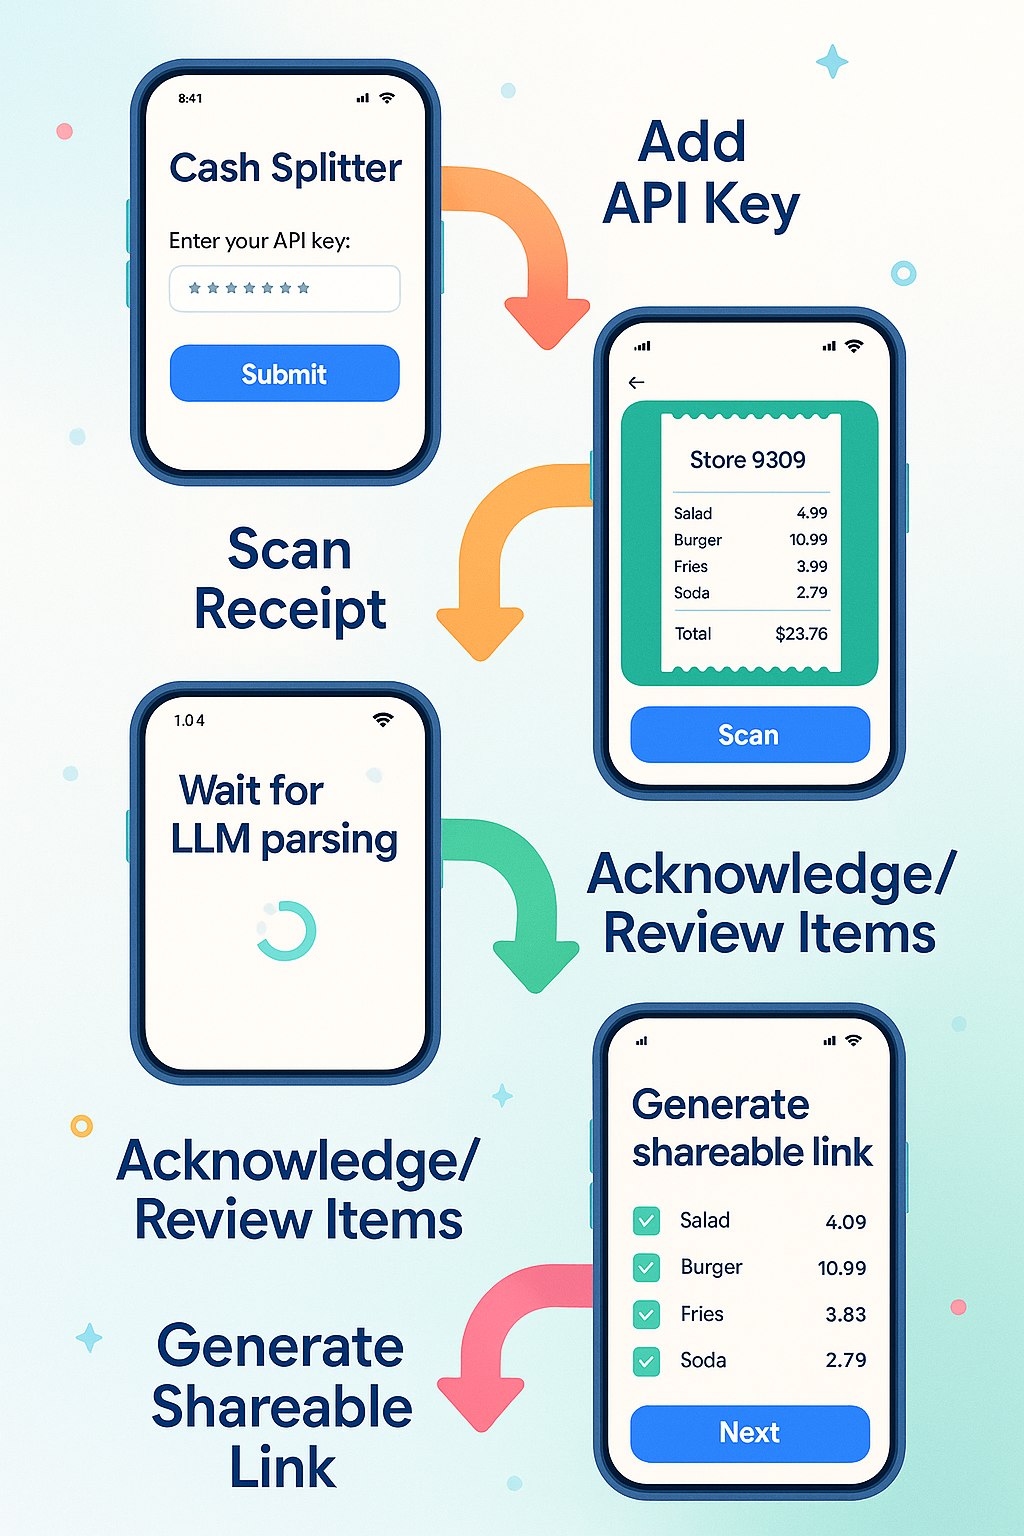 8:41
Cash Splitter
Enter your API key:
*******
Submit
Add
API Key
Store 9309
Salad 4.99
Burger 10.99
Fries 3.99
Soda 2.79
Total $23.76
Scan
Scan
Receipt
1.04
Wait for
LLM parsing
Acknowledge/
Review Items
Acknowledge/
Review Items
Generate
shareable link
Salad 4.09
Burger 10.99
Fries 3.83
Soda 2.79
Next
Generate
Shareable
Link